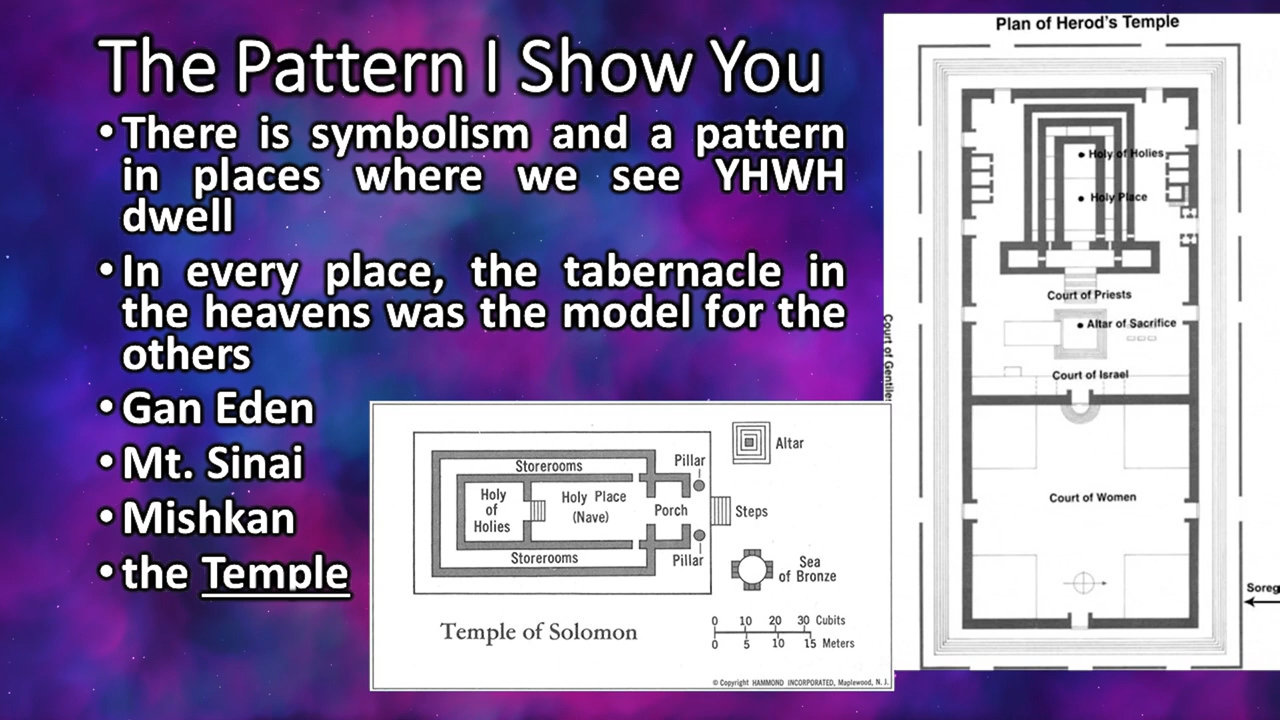 The Pattern I Show You
• There is symbolism and a pattern
in places where we see YHWH
dwell
• In every place, the tabernacle in
the heavens was the model for the
others
• Gan Eden
• Mt. Sinai
• Mishkan
• the Temple
Storerooms
Holy
of
Holies
Holy Place
(Nave)
Porch
Storerooms
Pillar
Pillar
Altar
Steps
Sea
of Bronze
Temple of Solomon
0 10 20 30 Cubits
0 5 10 15 Meters
© Copyright HAMMOND INCORPORATED, Maplewood, N. J.
Plan of Herod's Temple
Holy of Holies
Holy Place
Court of Priests
Altar of Sacrifice
Court of Israel
Court of Gentiles
Court of Women
Soreg